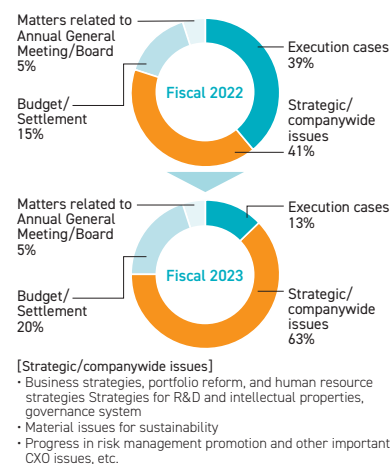 Matters related to
Annual General
Meeting/Board
5%
Execution cases
39%
Fiscal 2022
Budget/
Settlement
15%
Strategic/
companywide
issues
41%
Matters related to
Annual General
Meeting/Board
5%
Execution cases
13%
Fiscal 2023
Budget/
Settlement
20%
Strategic/
companywide
issues
63%
[Strategic/companywide issues]
・Business strategies, portfolio reform, and human resource
strategies Strategies for R&D and intellectual properties,
governance system
・Material issues for sustainability
・Progress in risk management promotion and other important
CXO issues, etc.